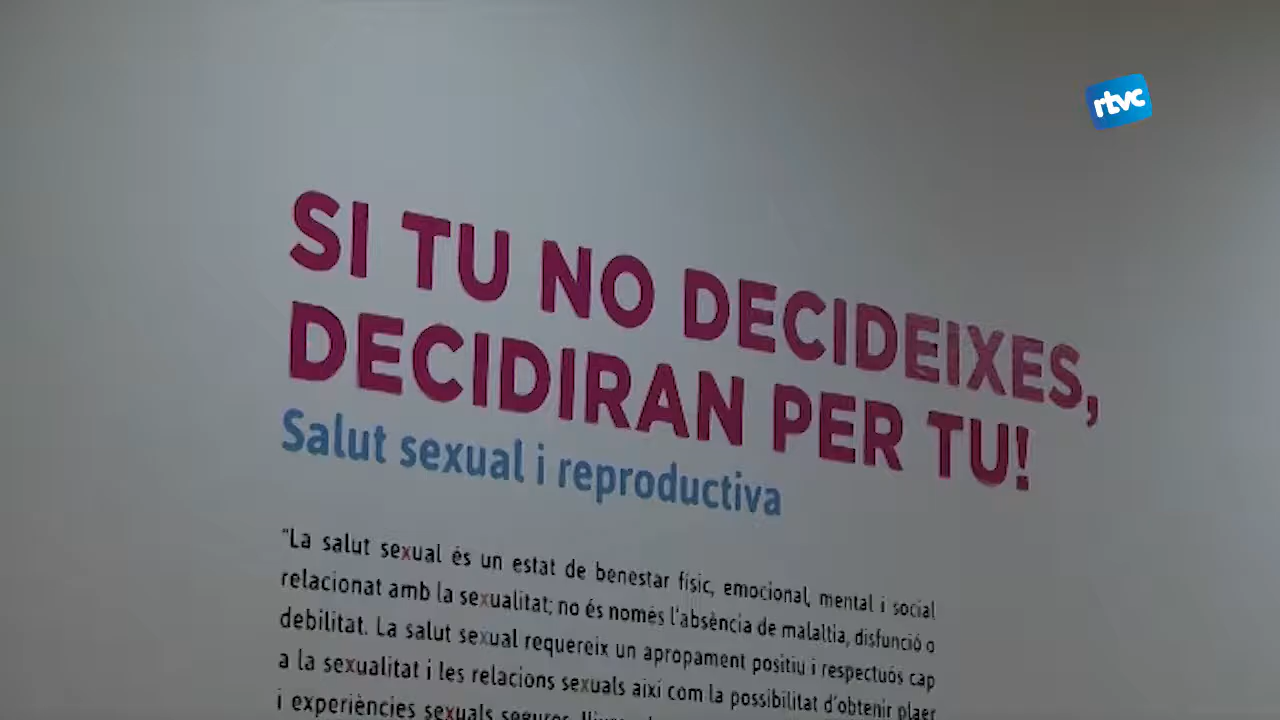 rtvc
SI TU NO DECIDEIXES,
DECIDIRAN PER TU!
Salut sexual i reproductiva
"La salut sexual és un estat de benestar físic, emocional, mental i social
relacionat amb la sexualitat; no és només l'absència de malaltia, disfunció o
debilitat. La salut sexual requereix un apropament positiu i respectuós cap
a la sexualitat i les relacions sexuals així com la possibilitat d'obtenir plaer
i experiències sexuals segures,